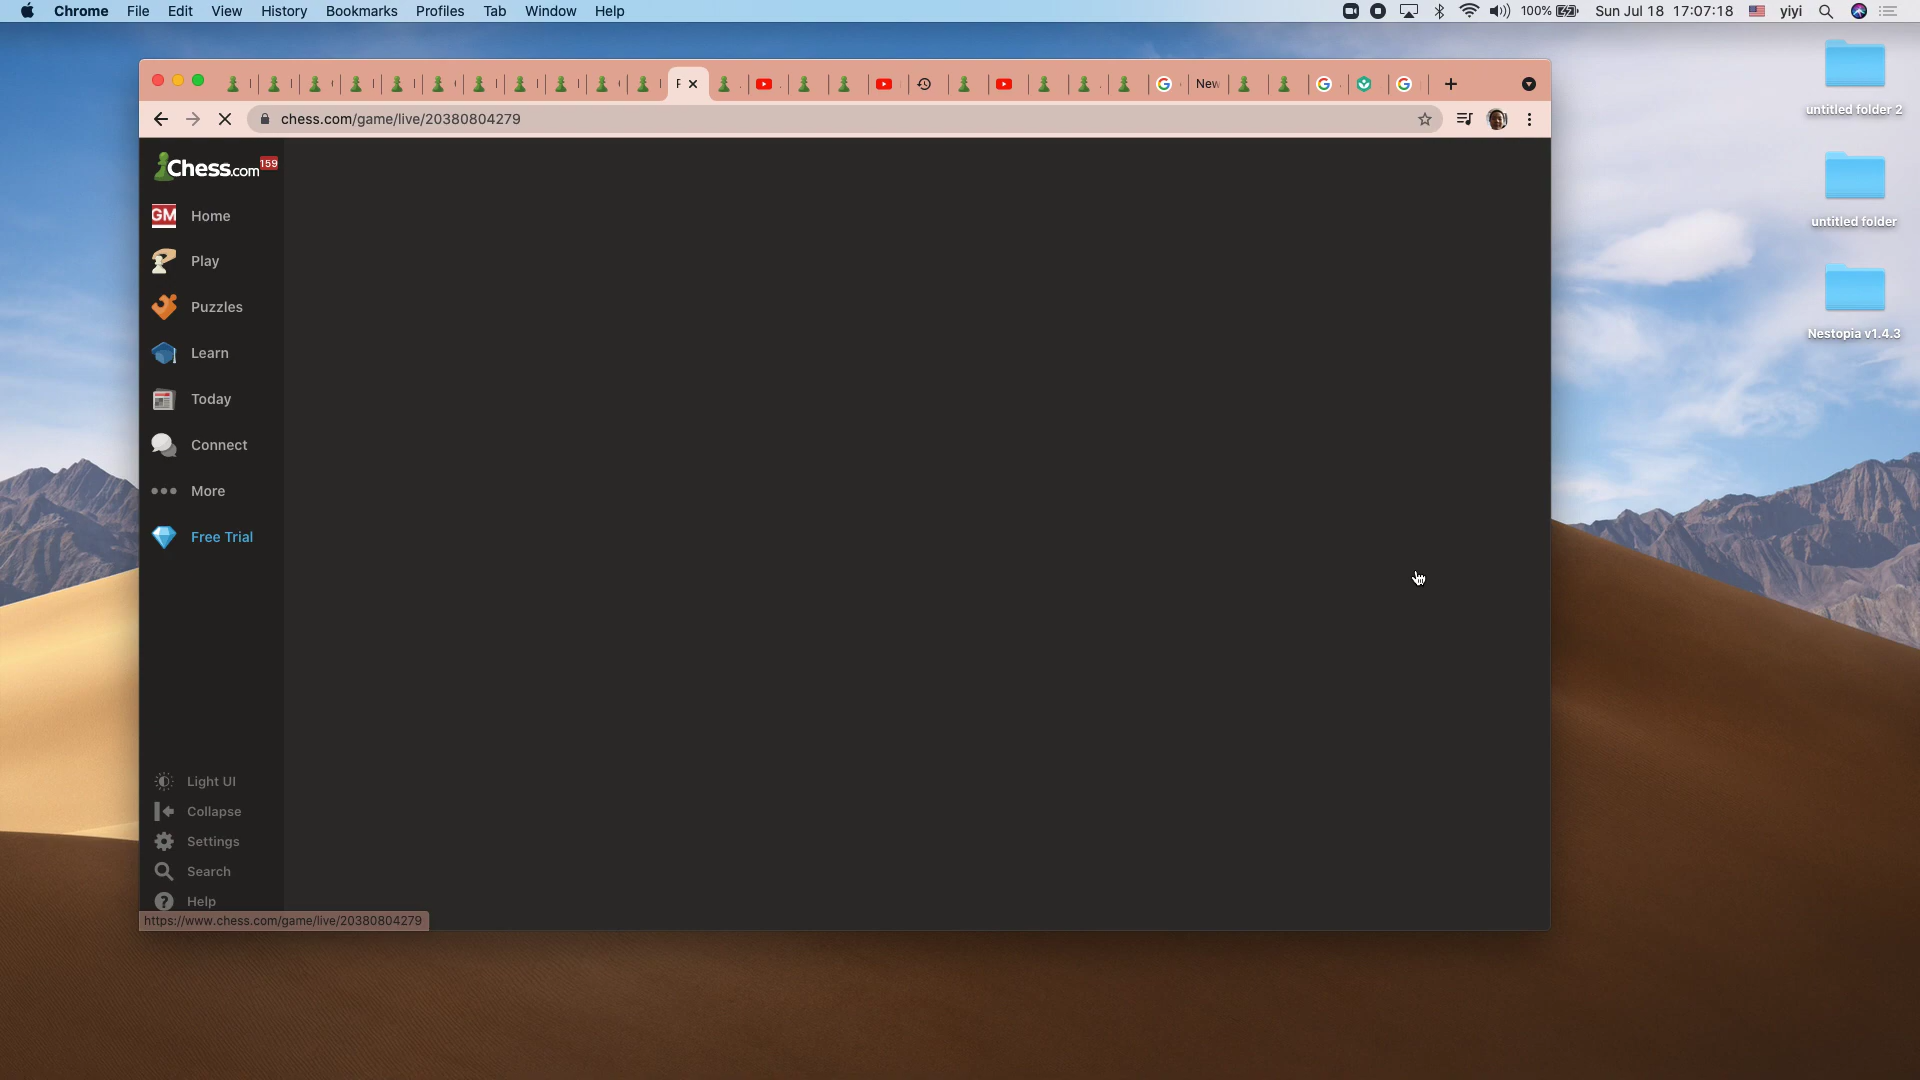 Chrome File Edit View History Bookmarks Profiles Tab Window Help 100% Sun Jul 18 17:07:18 yiyi
New
chess.com/game/live/20380804279
Chess.com 159
GM Home
Play
Puzzles
Learn
Today
Connect
More
Free Trial
Light UI
Collapse
Settings
Search
Help
https://www.chess.com/game/live/20380804279
untitled folder 2
untitled folder
Nestopia v1.4.3